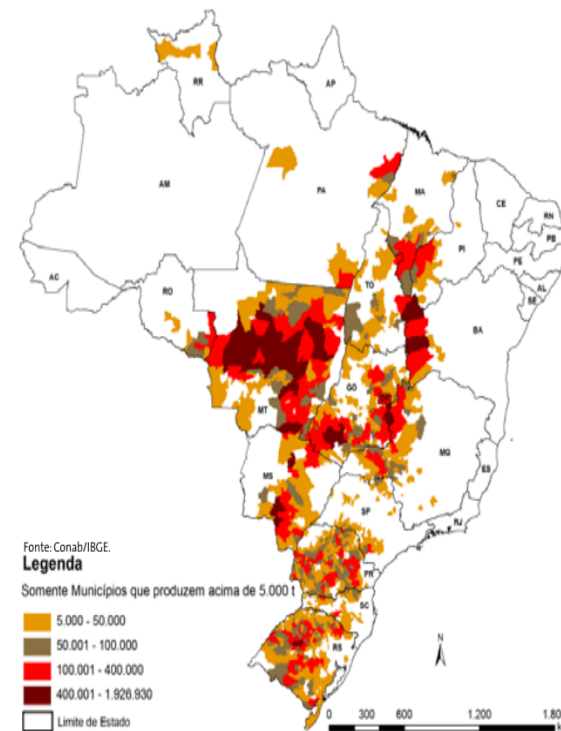 RR
AP
AM
PA
MA
CE
RN
PB
PI
PE
AL
SE
AC
RO
TO
BA
MT
GO
DF
MG
ES
MS
SP
RJ
PR
SC
RS
Fonte: Conab/IBGE.
Legenda
Somente Municípios que produzem acima de 5.000 t
5.000 - 50.000
50.001 - 100.000
100.001 - 400.000
400.001 - 1.926.930
Limite de Estado
N
0 300 600 1.200 1.80